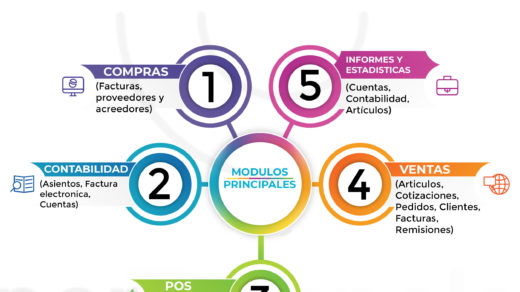 COMPRAS
(Facturas,
proveedores y
acreedores)
1
INFORMES Y
ESTADISTICAS
(Cuentas,
Contabilidad,
Artículos)
5
CONTABILIDAD
(Asientos, Factura
electronica,
Cuentas)
2
MODULOS
PRINCIPALES
4
VENTAS
(Articulos,
Cotizaciones,
Pedidos, Clientes,
Facturas,
Remisiones)
POS
3